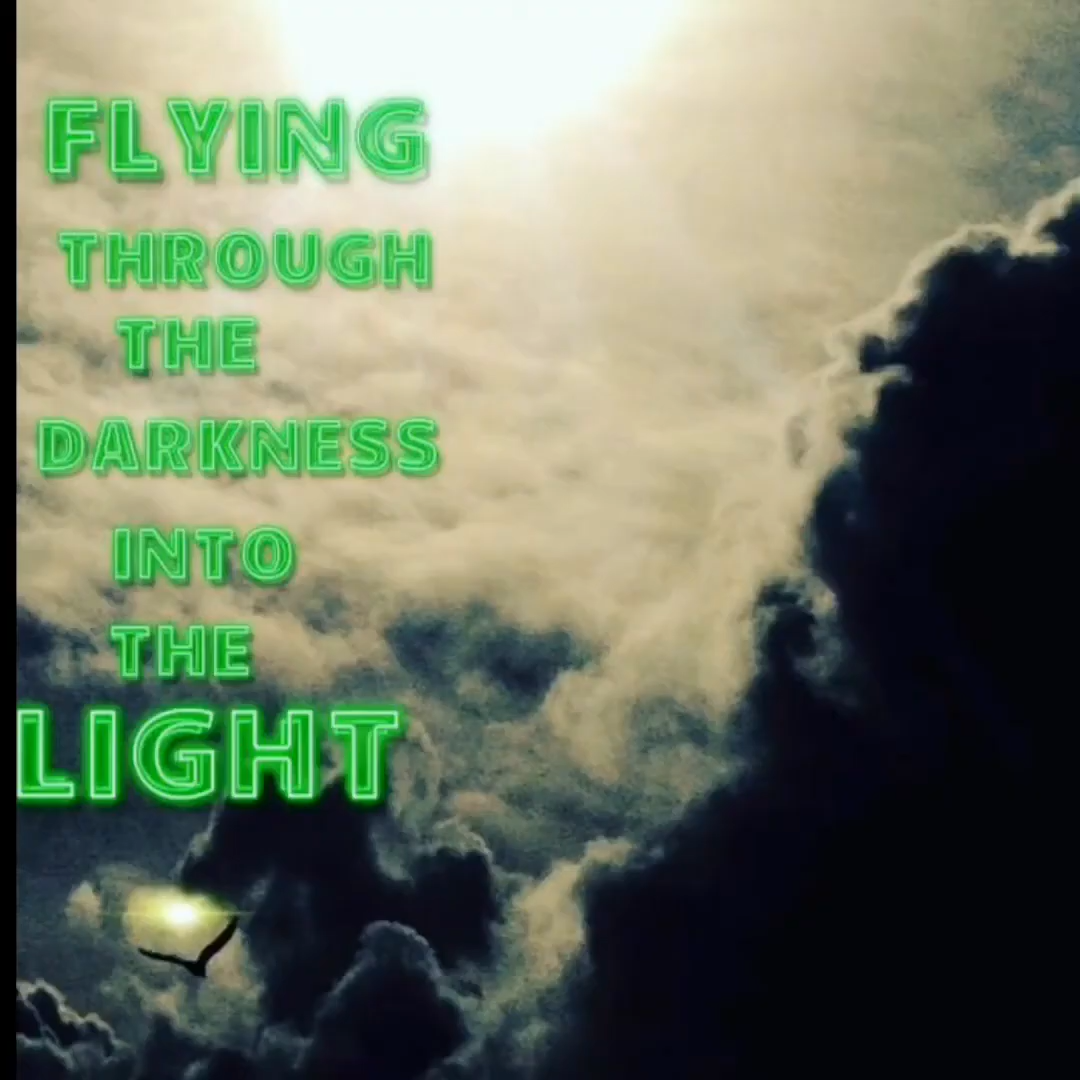 FLYING
THROUGH
THE
DARKNESS
INTO
THE
LIGHT